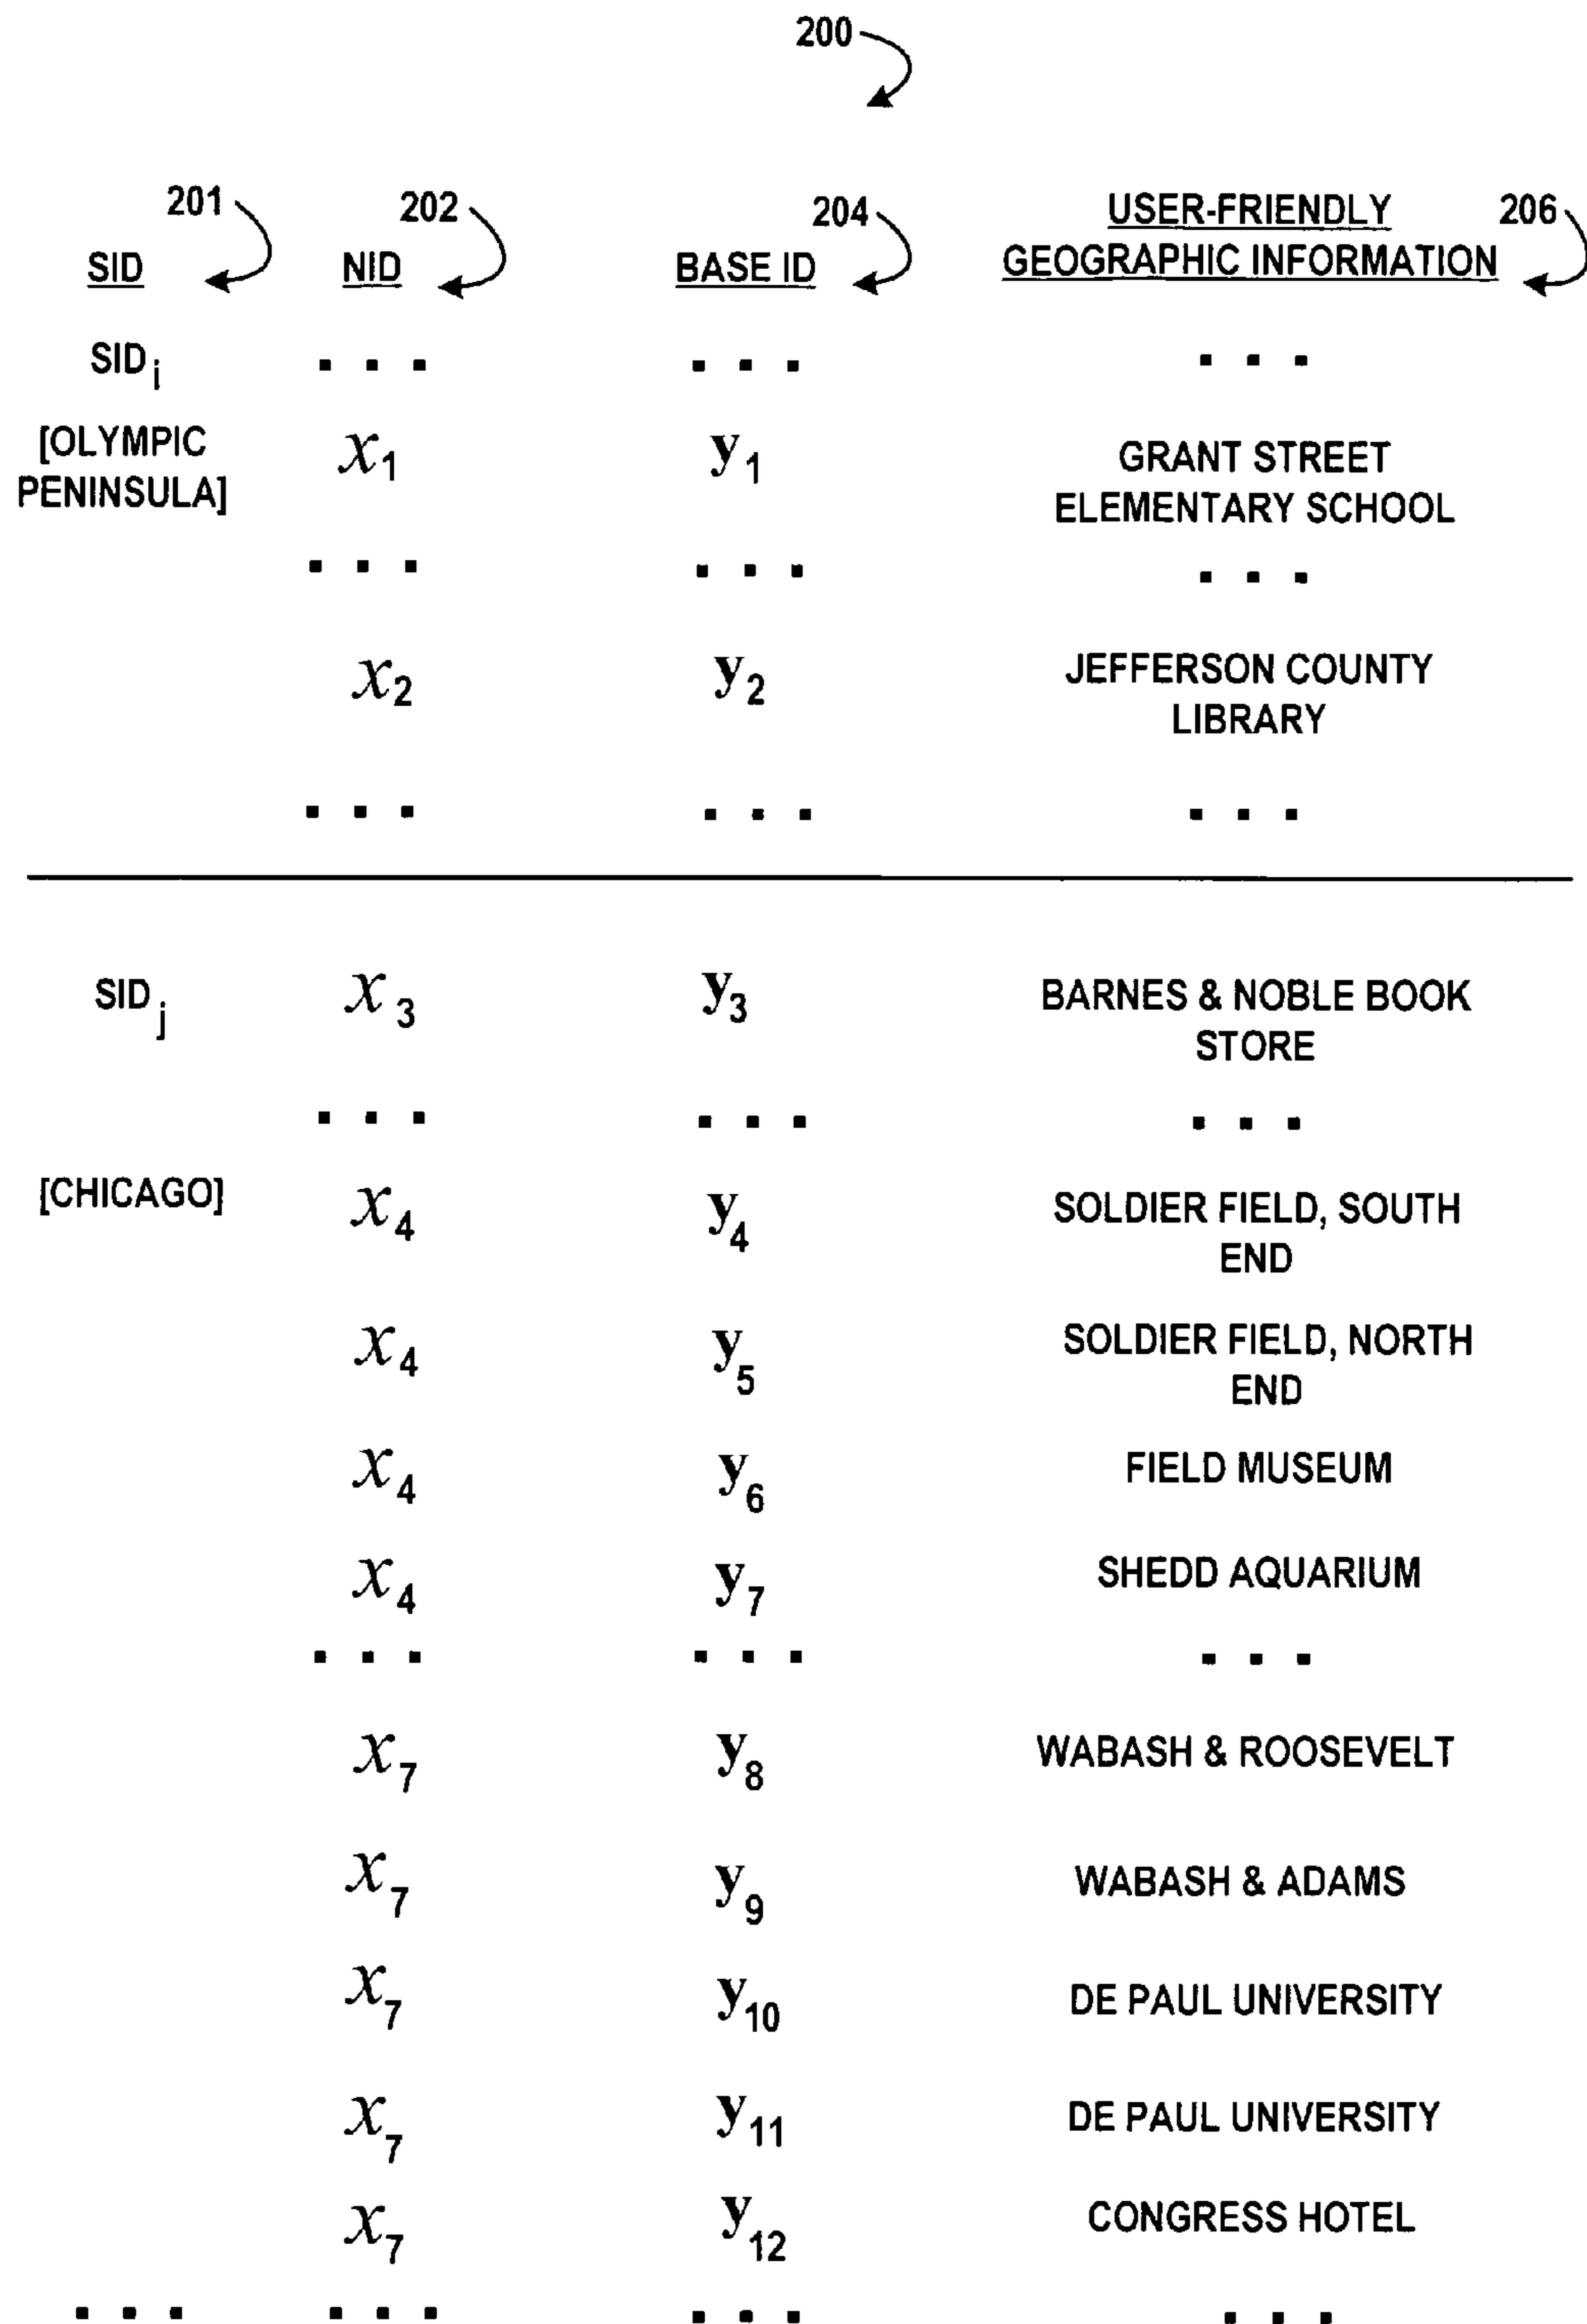 200
201 202 204 USER-FRIENDLY 206
SID NID BASE ID GEOGRAPHIC INFORMATION
SIDi ... ... ...
[OLYMPIC x1 y1 GRANT STREET
PENINSULA] ELEMENTARY SCHOOL
... ... ...
x2 y2 JEFFERSON COUNTY
LIBRARY
... ... ...
SIDj x3 y3 BARNES & NOBLE BOOK
STORE
... ... ...
[CHICAGO] x4 y4 SOLDIER FIELD, SOUTH
END
x4 y5 SOLDIER FIELD, NORTH
END
x4 y6 FIELD MUSEUM
x4 y7 SHEDD AQUARIUM
... ... ...
x7 y8 WABASH & ROOSEVELT
x7 y9 WABASH & ADAMS
x7 y10 DE PAUL UNIVERSITY
x7 y11 DE PAUL UNIVERSITY
x7 y12 CONGRESS HOTEL
... ... ... ...